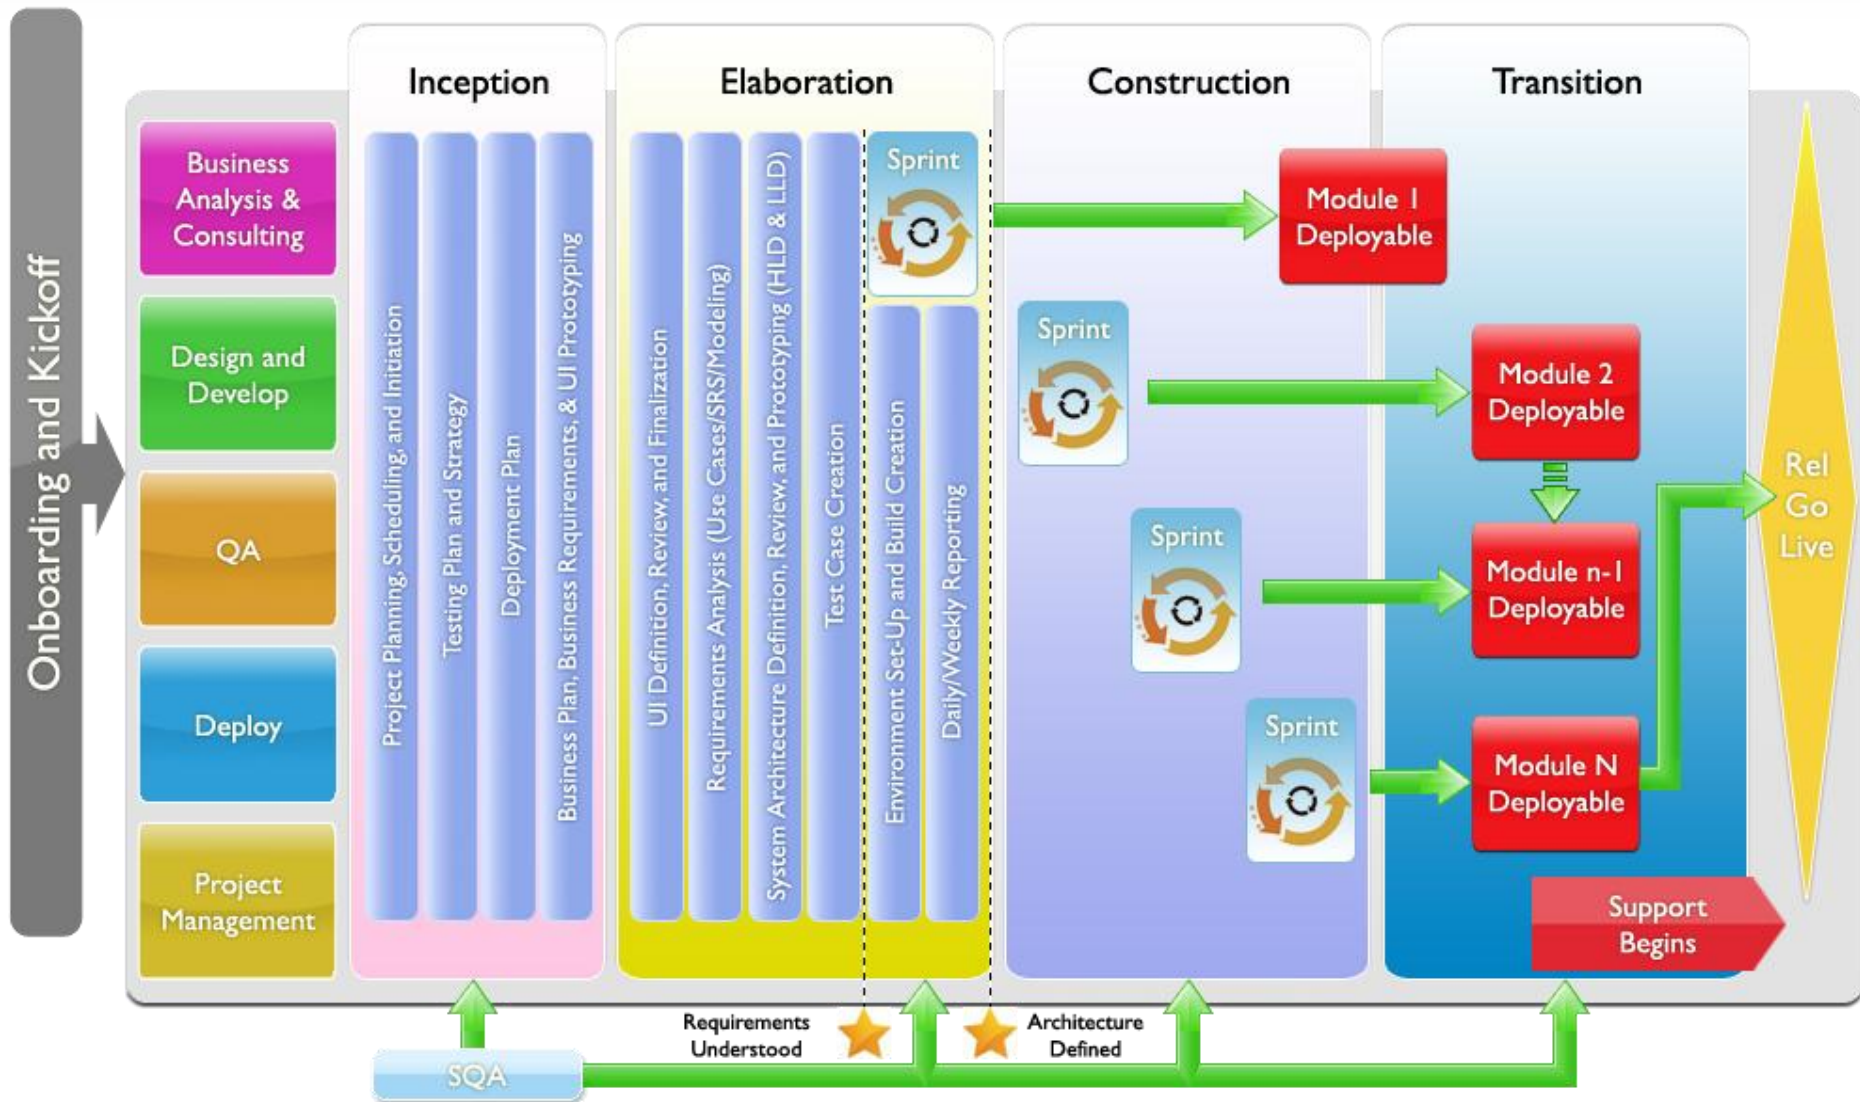 Onboarding and Kickoff
Inception
Elaboration
Construction
Transition
Business
Analysis &
Consulting
Design and
Develop
QA
Deploy
Project
Management
Project Planning, Scheduling, and Initiation
Testing Plan and Strategy
Deployment Plan
Business Plan, Business Requirements, & UI Prototyping
UI Definition, Review, and Finalization
Requirements Analysis (Use Cases/SRS/Modeling)
System Architecture Definition, Review, and Prototyping (HLD & LLD)
Test Case Creation
Sprint
Environment Set-Up and Build Creation
Daily/Weekly Reporting
Sprint
Sprint
Sprint
Module 1
Deployable
Module 2
Deployable
Module n-1
Deployable
Module N
Deployable
Rel
Go
Live
Support
Begins
Requirements
Understood
Architecture
Defined
SQA